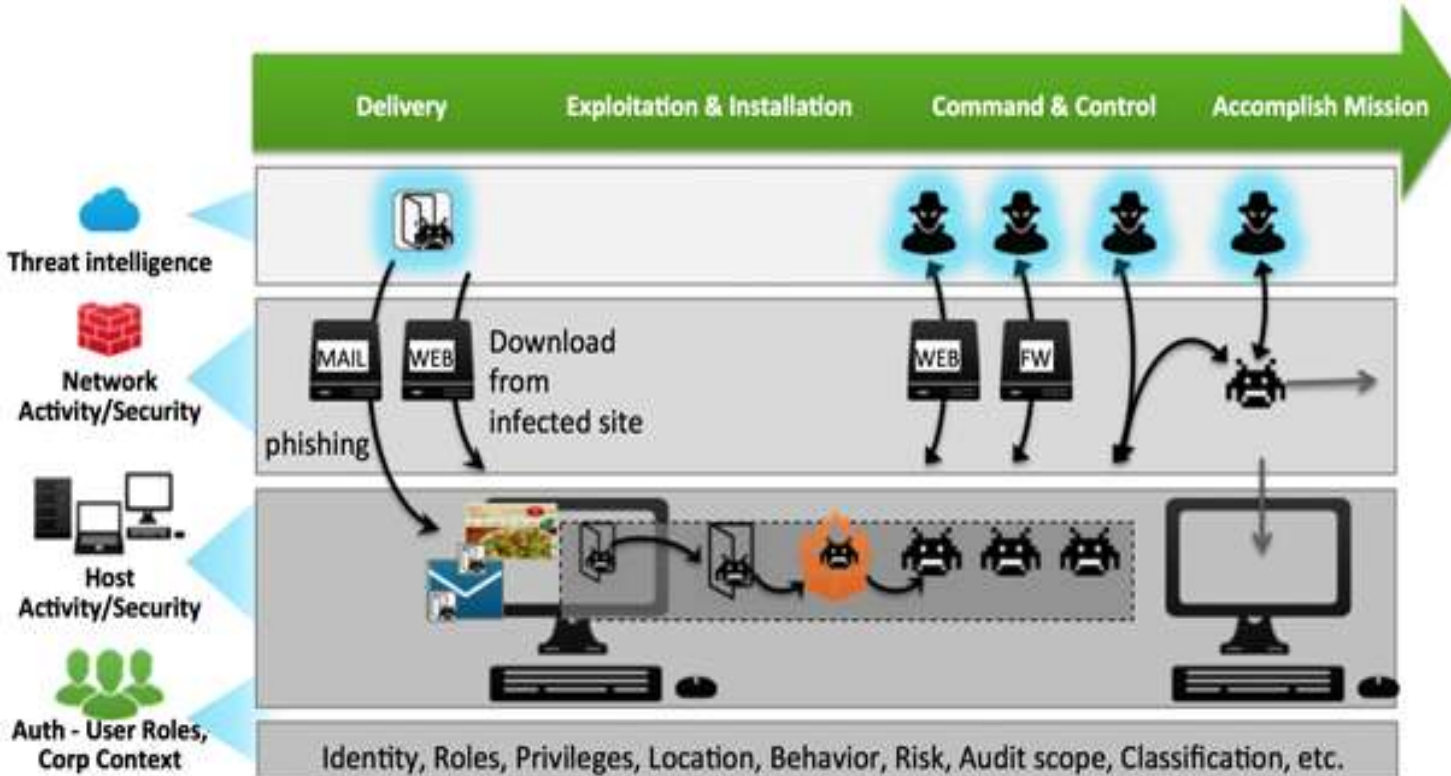 Delivery
Exploitation & Installation
Command & Control
Accomplish Mission
Threat intelligence
Network
Activity/Security
MAIL
WEB
Download
from
infected site
phishing
WEB
FW
Host
Activity/Security
Auth - User Roles,
Corp Context
Identity, Roles, Privileges, Location, Behavior, Risk, Audit scope, Classification, etc.